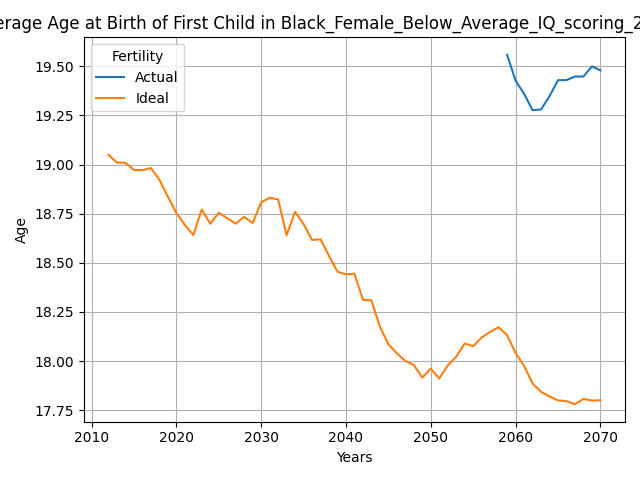 Average Age at Birth of First Child in Black_Female_Below_Average_IQ_scoring_2
Fertility
Actual
Ideal
19.50
19.25
19.00
18.75
18.50
18.25
18.00
17.75
Age
2010
2020
2030
2040
2050
2060
2070
Years